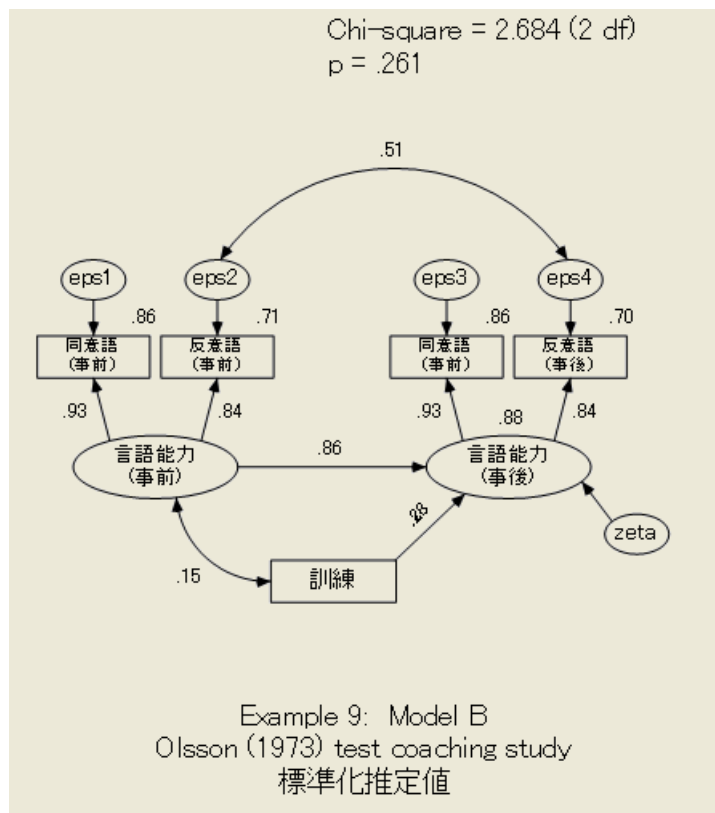 Chi-square = 2.684 (2 df)
p = .261
.51
eps1
eps2
eps3
eps4
.86
.71
.86
.70
同意語
(事前)
反意語
(事前)
同意語
(事前)
反意語
(事後)
.93
.84
.93
.88
.84
言語能力
(事前)
.86
言語能力
(事後)
zeta
.15
訓練
Example 9: Model B
Olsson (1973) test coaching study
標準化推定値